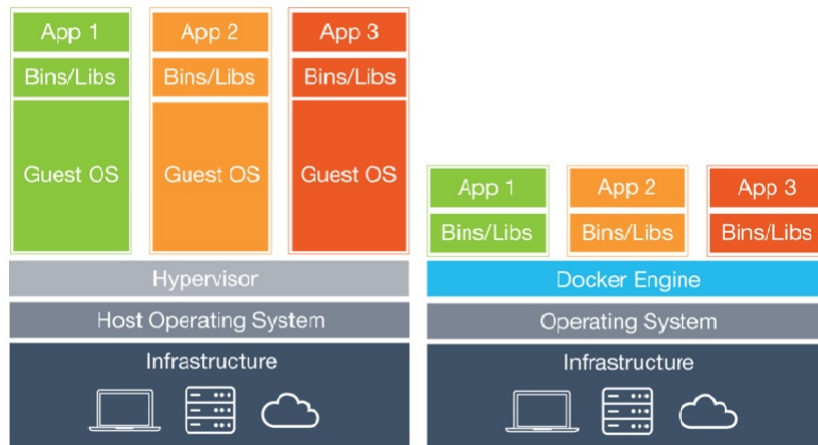 App 1
Bins/Libs
Guest OS
App 2
Bins/Libs
Guest OS
App 3
Bins/Libs
Guest OS
Hypervisor
Host Operating System
Infrastructure
App 1
Bins/Libs
App 2
Bins/Libs
App 3
Bins/Libs
Docker Engine
Operating System
Infrastructure